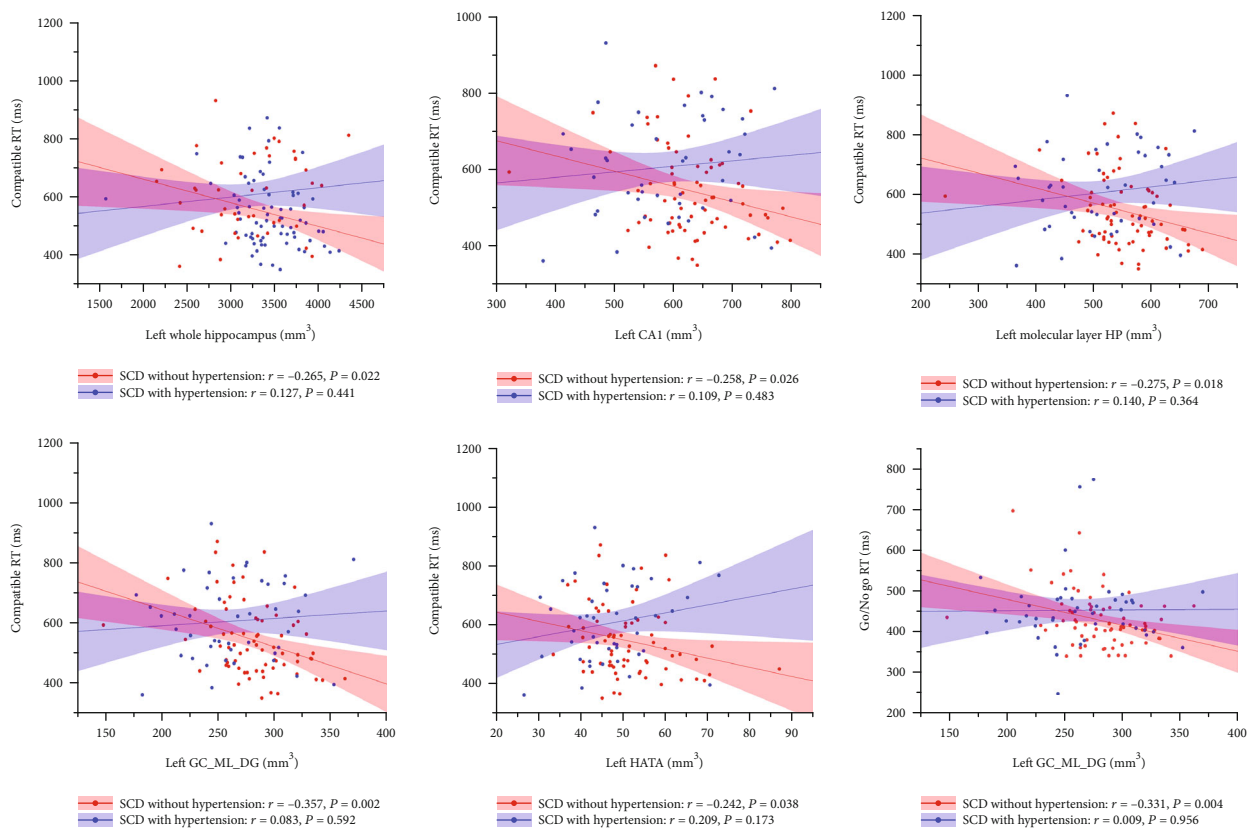 1200
1000
800
600
400
Compatible RT (ms)
1500 2000 2500 3000 3500 4000 4500
Left whole hippocampus (mm³)
SCD without hypertension: r = –0.265, P = 0.022
SCD with hypertension: r = 0.127, P = 0.441
1000
800
600
400
Compatible RT (ms)
300 400 500 600 700 800
Left CA1 (mm³)
SCD without hypertension: r = –0.258, P = 0.026
SCD with hypertension: r = 0.109, P = 0.483
1200
1000
800
600
400
Compatible RT (ms)
200 300 400 500 600 700
Left molecular layer HP (mm³)
SCD without hypertension: r = –0.275, P = 0.018
SCD with hypertension: r = 0.140, P = 0.364
1200
1000
800
600
400
Compatible RT (ms)
150 200 250 300 350 400
Left GC_ML_DG (mm³)
SCD without hypertension: r = –0.357, P = 0.002
SCD with hypertension: r = 0.083, P = 0.592
1200
1000
800
600
400
Compatible RT (ms)
20 30 40 50 60 70 80 90
Left HATA (mm³)
SCD without hypertension: r = –0.242, P = 0.038
SCD with hypertension: r = 0.209, P = 0.173
800
700
600
500
400
300
200
Go/No go RT (ms)
150 200 250 300 350 400
Left GC_ML_DG (mm³)
SCD without hypertension: r = –0.331, P = 0.004
SCD with hypertension: r = 0.009, P = 0.956